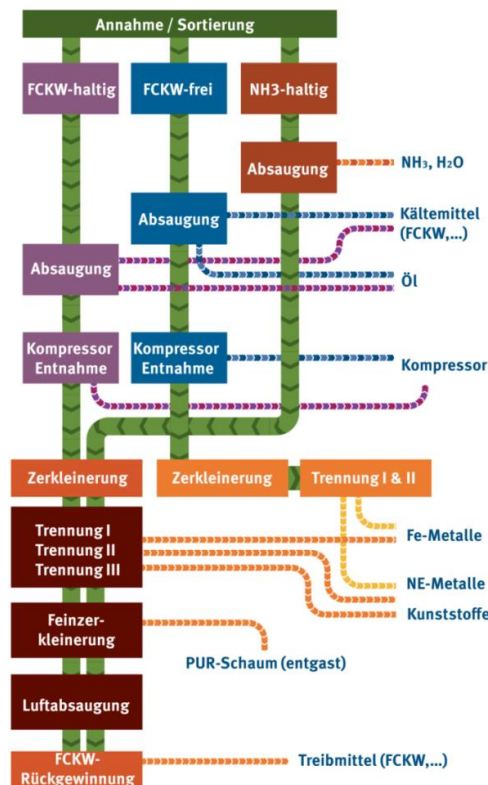 Annahme / Sortierung
FCKW-haltig
FCKW-frei
NH3-haltig
Absaugung
NH₃, H₂O
Absaugung
Kältemittel
(FCKW,...)
Absaugung
Öl
Kompressor
Entnahme
Kompressor
Entnahme
Kompressor
Zerkleinerung
Zerkleinerung
Trennung I & II
Trennung I
Trennung II
Trennung III
Fe-Metalle
NE-Metalle
Kunststoffe
Feinzer-
kleinerung
PUR-Schaum (entgast)
Luftabsaugung
FCKW-
Rückgewinnung
Treibmittel (FCKW,...)